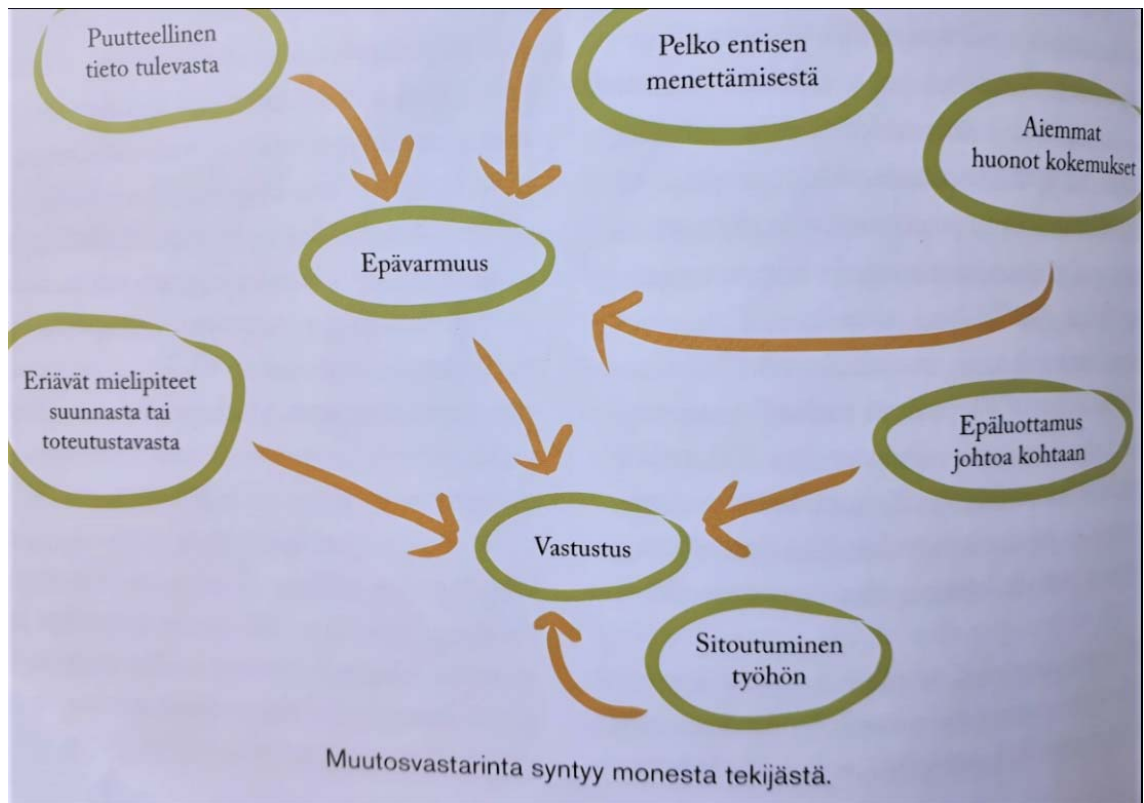 Puutteellinen
tieto tulevasta
Pelko entisen
menettämisestä
Aiemmat
huonot kokemukset
Epävarmuus
Eriävät mielipiteet
suunnasta tai
toteutustavasta
Epäluottamus
johtoa kohtaan
Vastustus
Sitoutuminen
työhön
Muutosvastarinta syntyy monesta tekijästä.